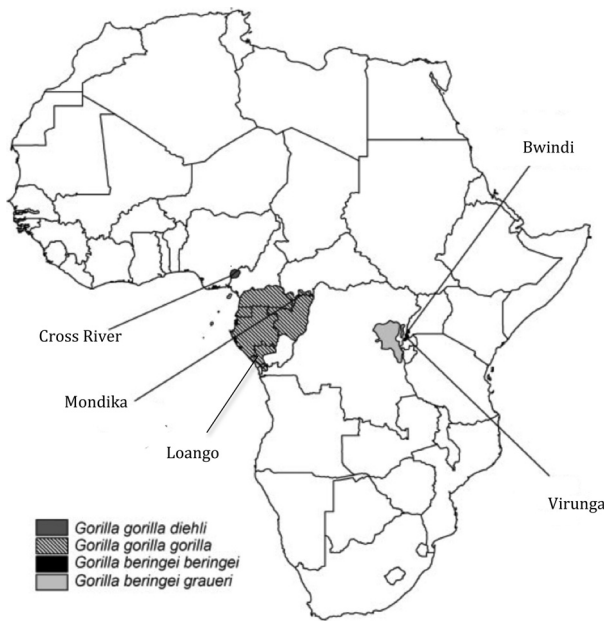 Bwindi
Cross River
Mondika
Loango
Virunga
Gorilla gorilla diehli
Gorilla gorilla gorilla
Gorilla beringei beringei
Gorilla beringei graueri